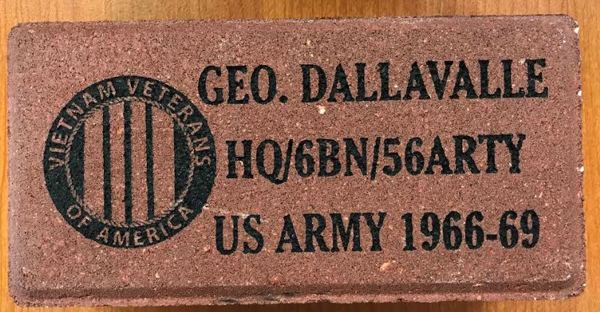 VIETNAM VETERANS
OF AMERICA
GEO. DALLAVALLE
HQ/6BN/56ARTY
US ARMY 1966-69